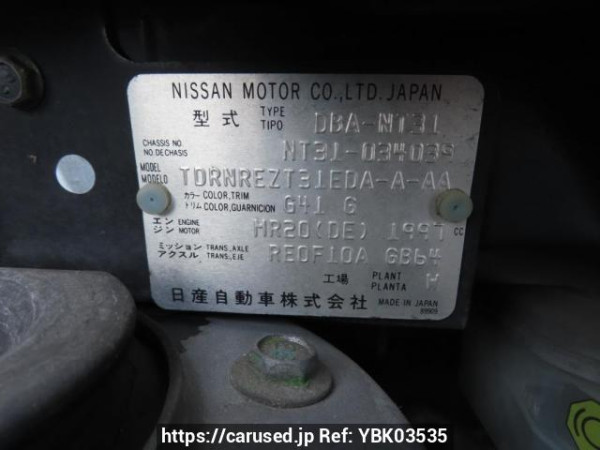 NISSAN MOTOR CO.,LTD. JAPAN
型式 TYPE TIPO DBA-NT31
CHASSIS NO. NO. DE CHASIS NT31-034039
MODEL MODELO TDRNREZT31EDA-A-AA
カラー トリム COLOR, TRIM COLOR, GUARNICION G41 G
エンジン ENGINE MOTOR MR20(DE) 1997 CC
ミッション アクスル TRANS., AXLE TRANS., EJE RE0F10A GB64
工場 PLANT PLANTA H
日産自動車株式会社 MADE IN JAPAN
https://carused.jp Ref: YBK03535